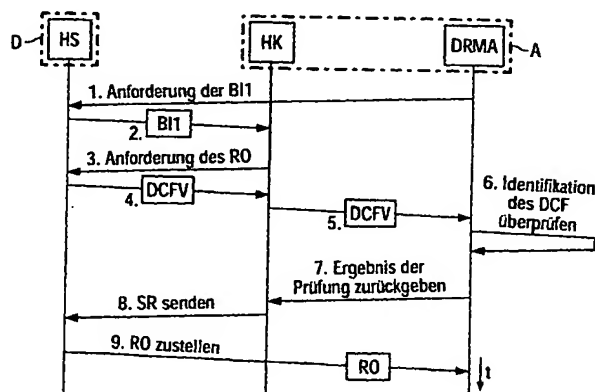 D HS HK DRMA A
1. Anforderung der BI1
2. BI1
3. Anforderung des RO
4. DCFV
5. DCFV
6. Identifikation
des DCF
überprüfen
7. Ergebnis der
Prüfung zurückgeben
8. SR senden
9. RO zustellen
RO
t